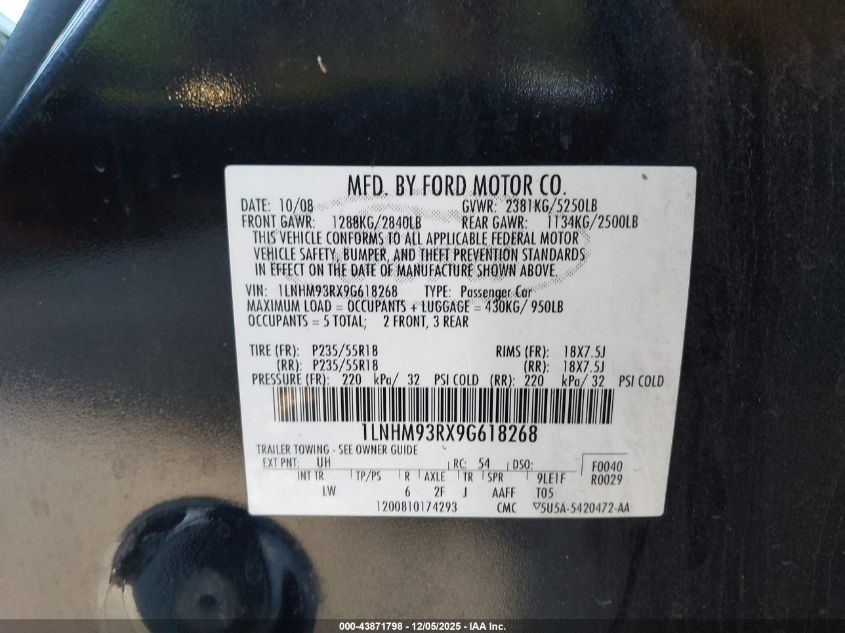 MFD. BY FORD MOTOR CO.
DATE: 10/08 GVWR: 2381KG/5250LB
FRONT GAWR: 1288KG/2840LB REAR GAWR: 1134KG/2500LB
THIS VEHICLE CONFORMS TO ALL APPLICABLE FEDERAL MOTOR
VEHICLE SAFETY, BUMPER, AND THEFT PREVENTION STANDARDS
IN EFFECT ON THE DATE OF MANUFACTURE SHOWN ABOVE.
VIN: 1LNHM93RX9G618268 TYPE: Passenger Car
MAXIMUM LOAD = OCCUPANTS + LUGGAGE = 430KG/ 950LB
OCCUPANTS = 5 TOTAL; 2 FRONT, 3 REAR
TIRE (FR): P235/55R18 RIMS (FR): 18X7.5J
(RR): P235/55R18 (RR): 18X7.5J
PRESSURE (FR): 220 kPa/ 32 PSI COLD (RR): 220 kPa/ 32 PSI COLD
1LNHM93RX9G618268
TRAILER TOWING - SEE OWNER GUIDE
EXT PNT: UH RC: 54 DSO: F0040
INT TR TP/PS R AXLE TR SPR 9LE1F R0029
LW 6 2F J AAFF T05
1200810174293 CMC ▽5U5A-5420472-AA
000-43871798 - 12/05/2025 - IAA Inc.